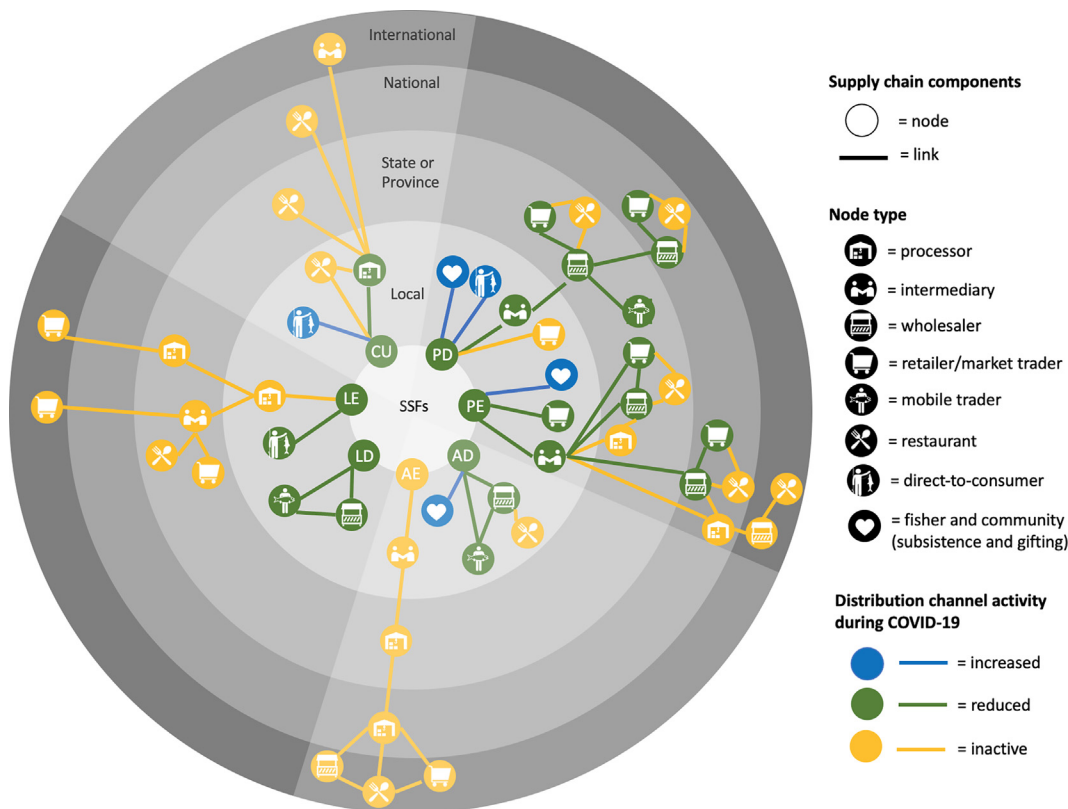 International
National
State or
Province
Local
SSFs
CU
PD
LE
PE
LD
AE
AD
Supply chain components
= node
= link
Node type
= processor
= intermediary
= wholesaler
= retailer/market trader
= mobile trader
= restaurant
= direct-to-consumer
= fisher and community
(subsistence and gifting)
Distribution channel activity
during COVID-19
= increased
= reduced
= inactive